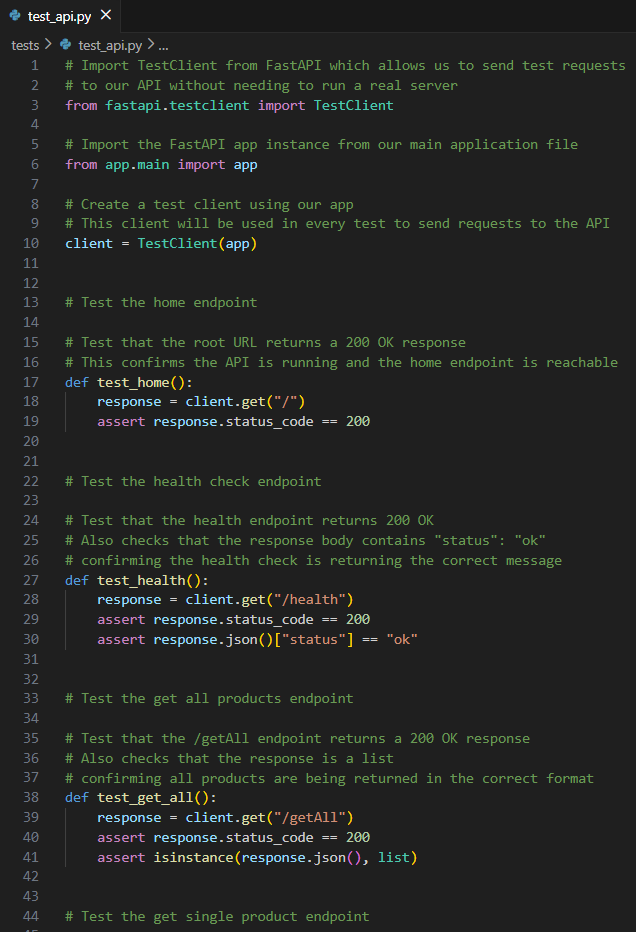 test_api.py ×
tests > test_api.py > ...
1 # Import TestClient from FastAPI which allows us to send test requests
2 # to our API without needing to run a real server
3 from fastapi.testclient import TestClient
4
5 # Import the FastAPI app instance from our main application file
6 from app.main import app
7
8 # Create a test client using our app
9 # This client will be used in every test to send requests to the API
10 client = TestClient(app)
11
12
13 # Test the home endpoint
14
15 # Test that the root URL returns a 200 OK response
16 # This confirms the API is running and the home endpoint is reachable
17 def test_home():
18     response = client.get("/")
19     assert response.status_code == 200
20
21
22 # Test the health check endpoint
23
24 # Test that the health endpoint returns 200 OK
25 # Also checks that the response body contains "status": "ok"
26 # confirming the health check is returning the correct message
27 def test_health():
28     response = client.get("/health")
29     assert response.status_code == 200
30     assert response.json()["status"] == "ok"
31
32
33 # Test the get all products endpoint
34
35 # Test that the /getAll endpoint returns a 200 OK response
36 # Also checks that the response is a list
37 # confirming all products are being returned in the correct format
38 def test_get_all():
39     response = client.get("/getAll")
40     assert response.status_code == 200
41     assert isinstance(response.json(), list)
42
43
44 # Test the get single product endpoint